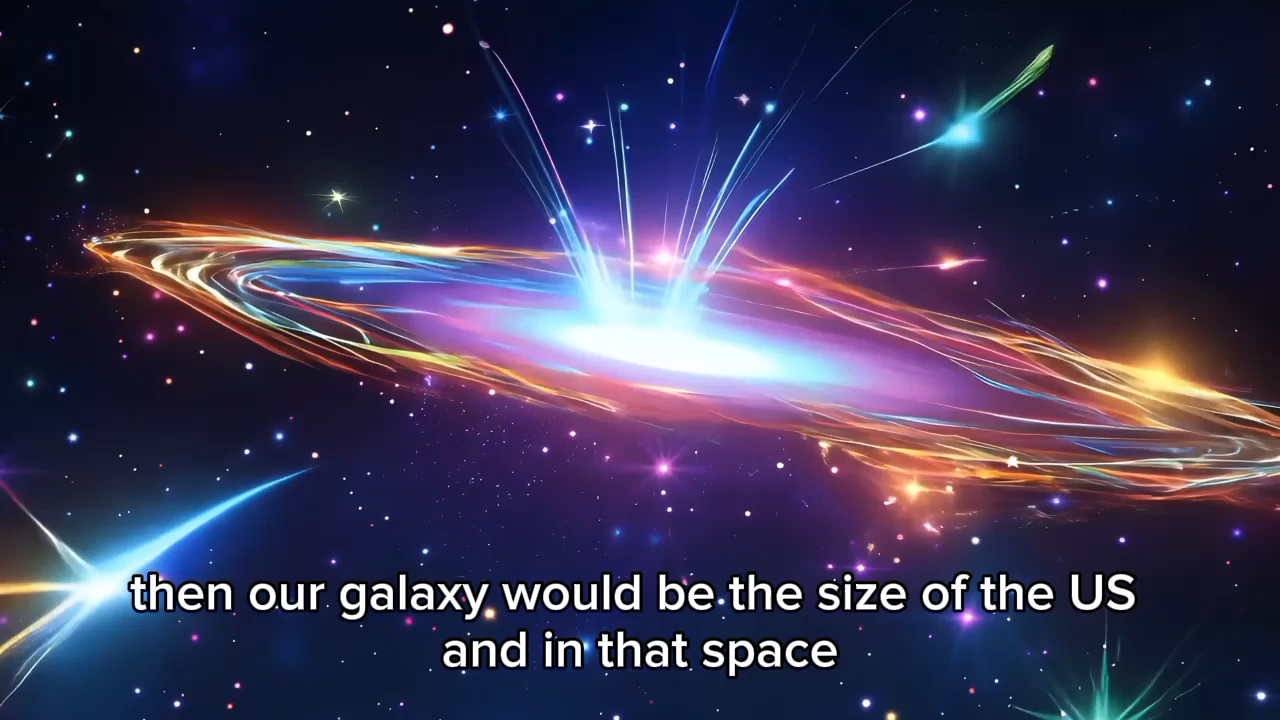 then our galaxy would be the size of the US
and in that space